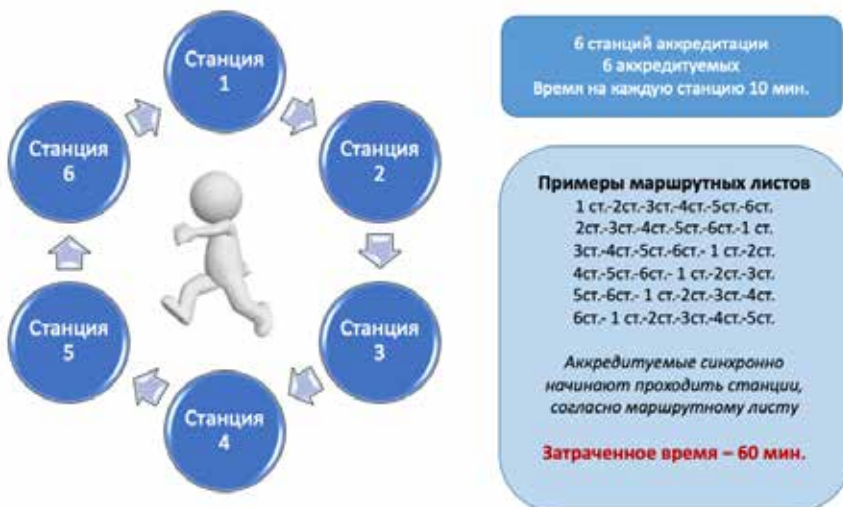 Станция
1
Станция
2
Станция
3
Станция
4
Станция
5
Станция
6
6 станций аккредитации
6 аккредитуемых
Время на каждую станцию 10 мин.
Примеры маршрутных листов
1 ст.-2ст.-3ст.-4ст.-5ст.-6ст.
2ст.-3ст.-4ст.-5ст.-6ст.-1 ст.
3ст.-4ст.-5ст.-6ст.- 1 ст.-2ст.
4ст.-5ст.-6ст.- 1 ст.-2ст.-3ст.
5ст.-6ст.- 1 ст.-2ст.-3ст.-4ст.
6ст.- 1 ст.-2ст.-3ст.-4ст.-5ст.
Аккредитуемые синхронно
начинают проходить станции,
согласно маршрутному листу
Затраченное время – 60 мин.